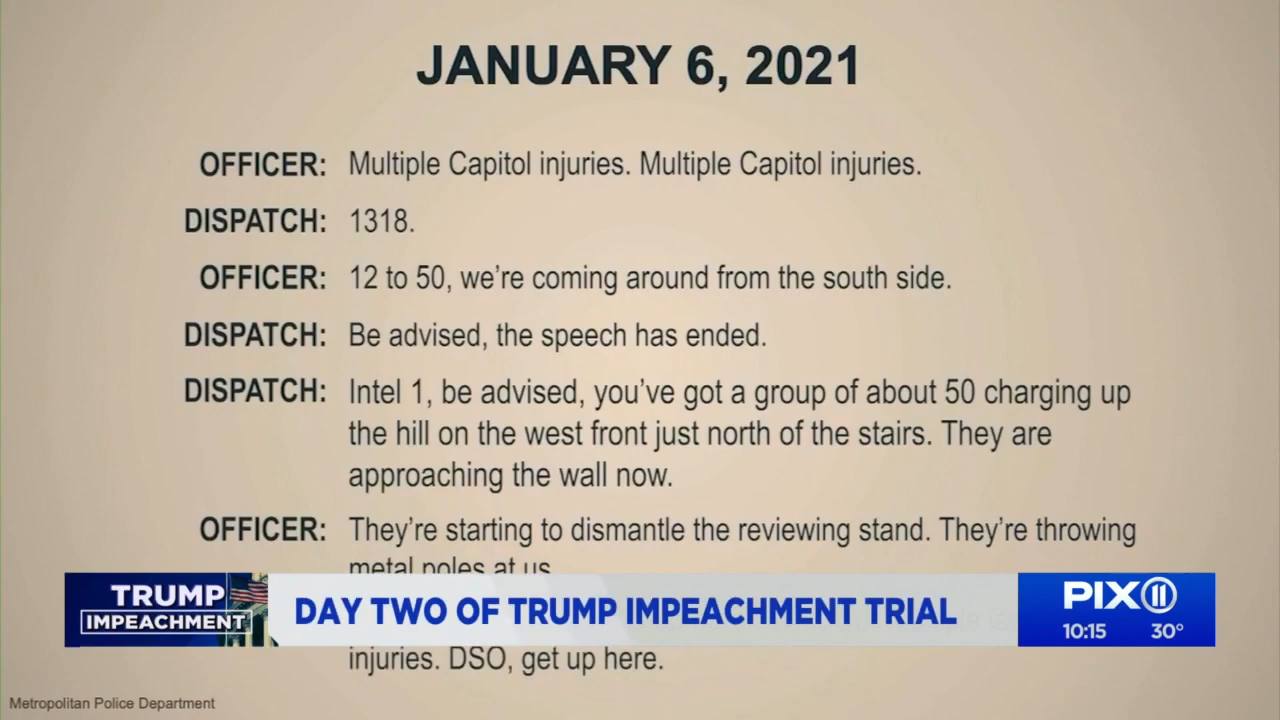 JANUARY 6, 2021
OFFICER: Multiple Capitol injuries. Multiple Capitol injuries.
DISPATCH: 1318.
OFFICER: 12 to 50, we're coming around from the south side.
DISPATCH: Be advised, the speech has ended.
DISPATCH: Intel 1, be advised, you've got a group of about 50 charging up
the hill on the west front just north of the stairs. They are
approaching the wall now.
OFFICER: They're starting to dismantle the reviewing stand. They're throwing
metal poles at us.
TRUMP
IMPEACHMENT
DAY TWO OF TRUMP IMPEACHMENT TRIAL
PIX11
10:15 30°
injuries. DSO, get up here.
Metropolitan Police Department